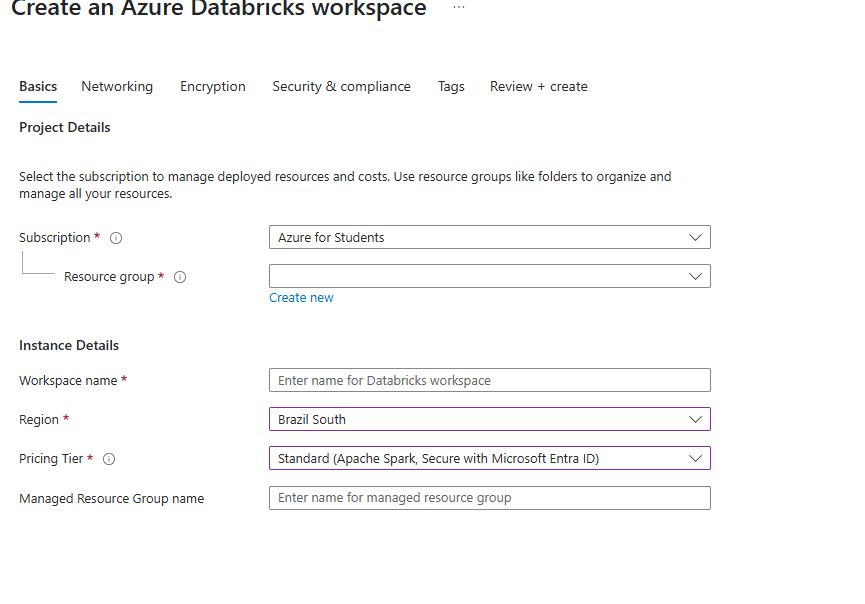 Create an Azure Databricks workspace ...
Basics Networking Encryption Security & compliance Tags Review + create
Project Details
Select the subscription to manage deployed resources and costs. Use resource groups like folders to organize and
manage all your resources.
Subscription * Azure for Students
Resource group *
Create new
Instance Details
Workspace name * Enter name for Databricks workspace
Region * Brazil South
Pricing Tier * Standard (Apache Spark, Secure with Microsoft Entra ID)
Managed Resource Group name Enter name for managed resource group